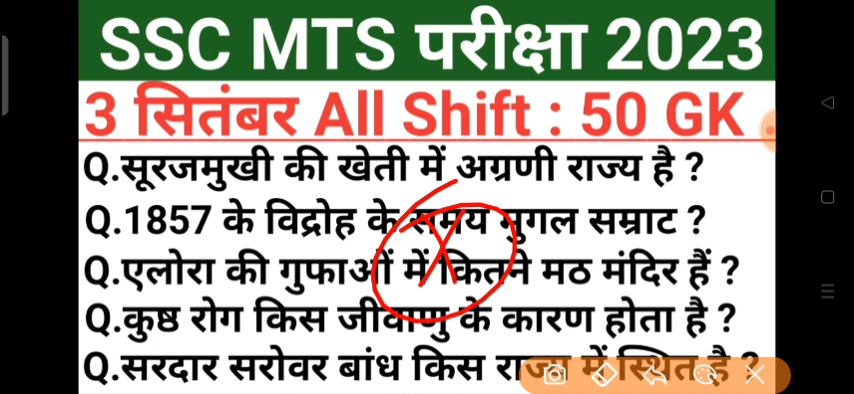 SSC MTS परीक्षा 2023
3 सितंबर All Shift : 50 GK
Q.सूरजमुखी की खेती में अग्रणी राज्य है ?
Q.1857 के विद्रोह के समय मुगल सम्राट ?
Q.एलोरा की गुफाओं में कितने मठ मंदिर हैं ?
Q.कुष्ठ रोग किस जीवाणु के कारण होता है ?
Q.सरदार सरोवर बांध किस राज्य में स्थित है ?